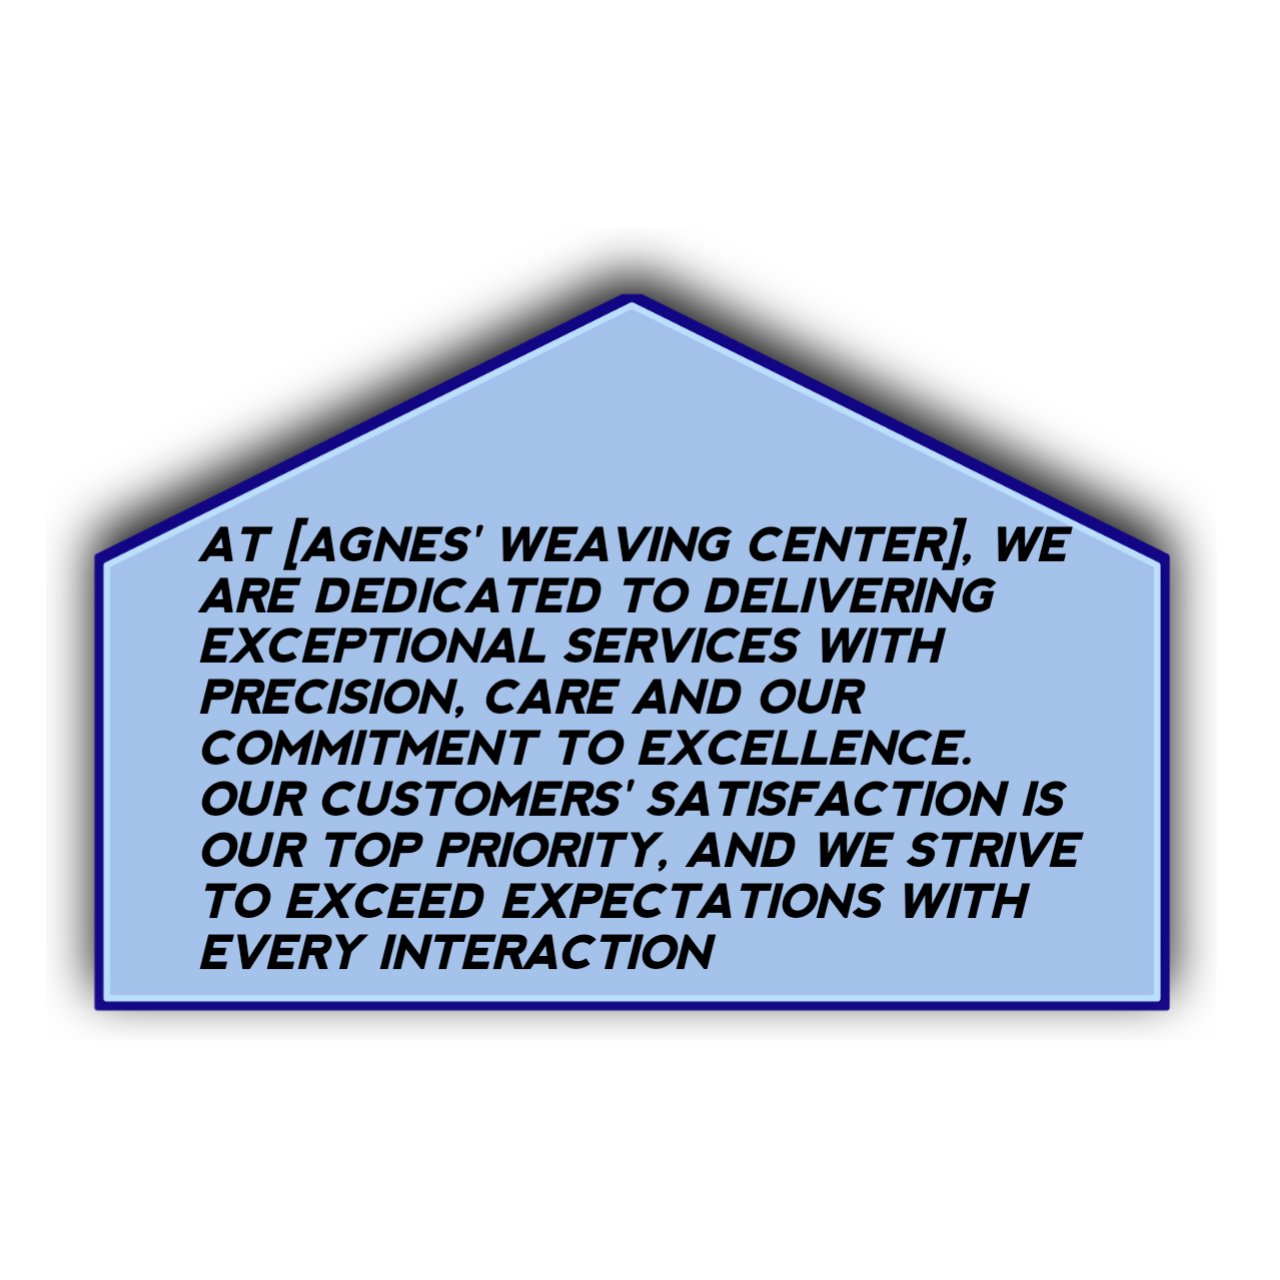 AT [AGNES' WEAVING CENTER], WE
ARE DEDICATED TO DELIVERING
EXCEPTIONAL SERVICES WITH
PRECISION, CARE AND OUR
COMMITMENT TO EXCELLENCE.
OUR CUSTOMERS' SATISFACTION IS
OUR TOP PRIORITY, AND WE STRIVE
TO EXCEED EXPECTATIONS WITH
EVERY INTERACTION